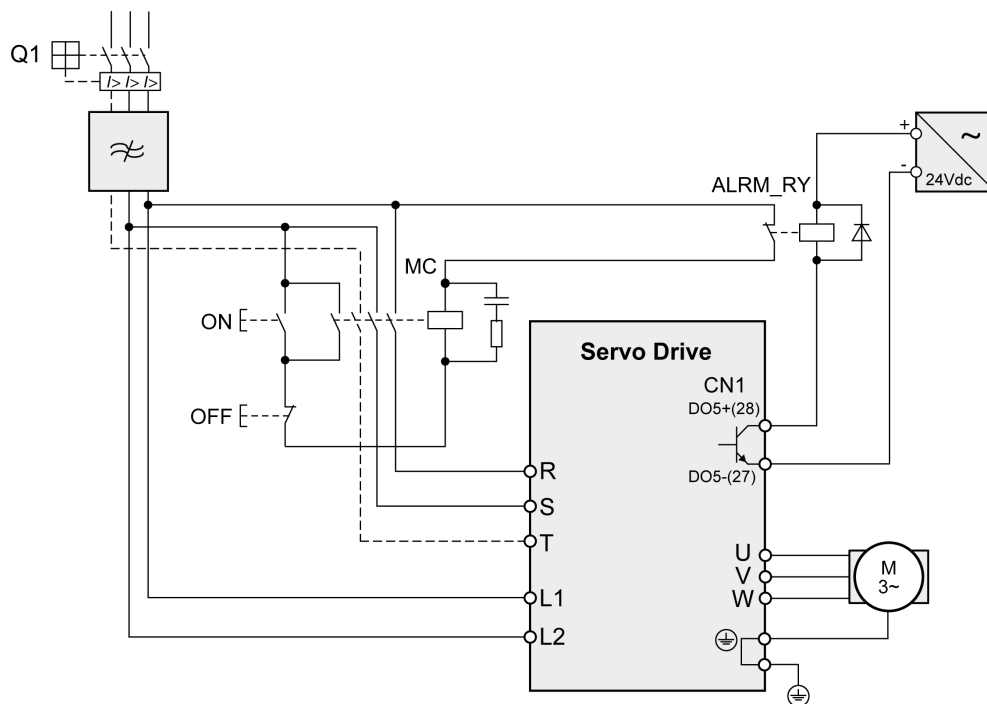 Q1
I> I> I>
+
~
-
24Vdc
ALRM_RY
MC
ON
OFF
Servo Drive
CN1
DO5+(28)
DO5-(27)
R
S
T
L1
L2
U
V
W
M
3~